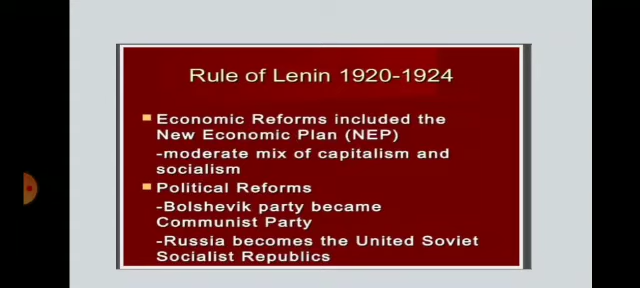 Rule of Lenin 1920-1924
Economic Reforms included the
New Economic Plan (NEP)
-moderate mix of capitalism and
socialism
Political Reforms
-Bolshevik party became
Communist Party
-Russia becomes the United Soviet
Socialist Republics